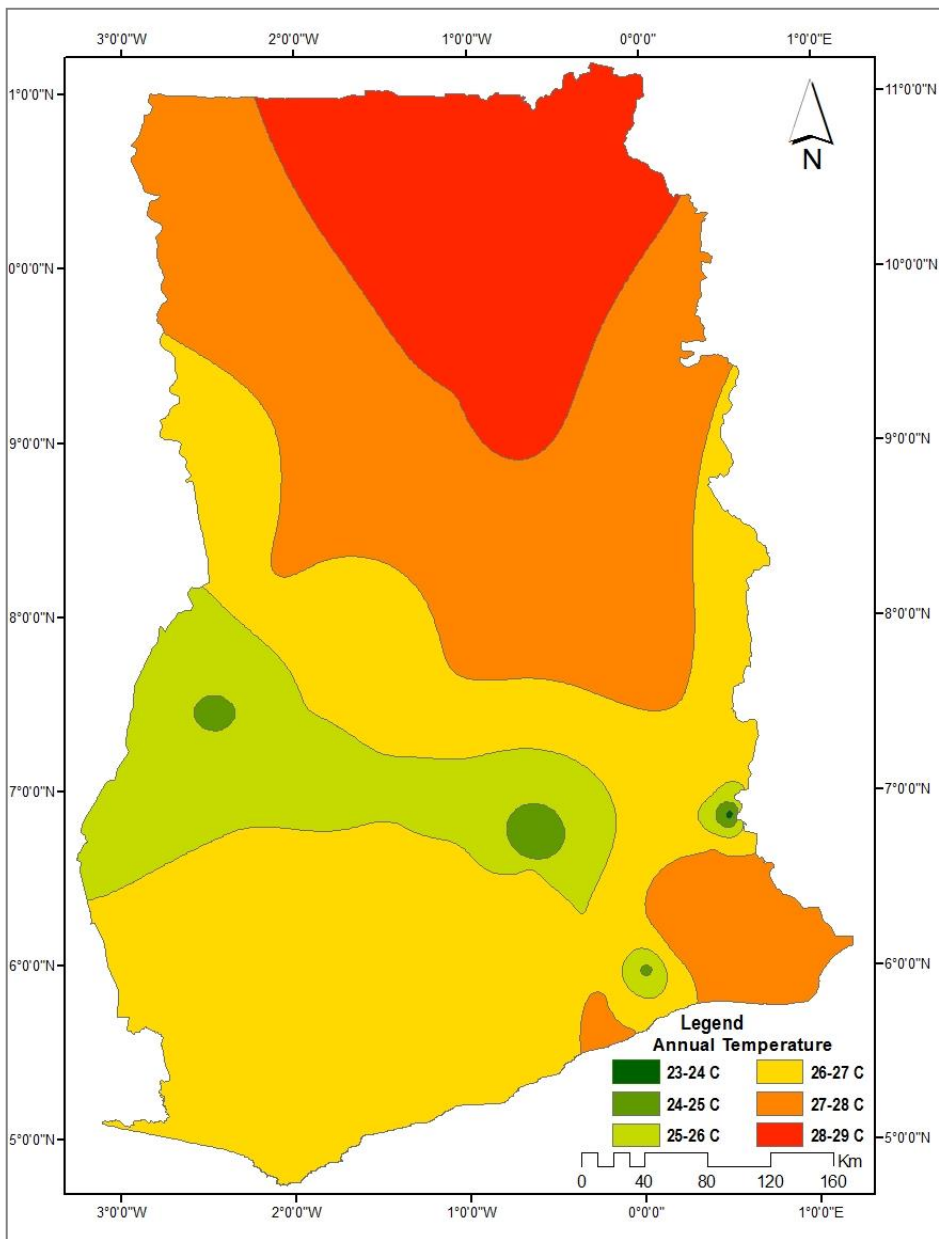 3°0'0"W 2°0'0"W 1°0'0"W 0°0'0" 1°0'0"E
1°0'0"N 11°0'0"N
N
0°0'0"N 10°0'0"N
9°0'0"N 9°0'0"N
8°0'0"N 8°0'0"N
7°0'0"N 7°0'0"N
6°0'0"N 6°0'0"N
Legend
Annual Temperature
23-24 C 26-27 C
24-25 C 27-28 C
25-26 C 28-29 C
5°0'0"N 5°0'0"N
Km
0 40 80 120 160
3°0'0"W 2°0'0"W 1°0'0"W 0°0'0" 1°0'0"E